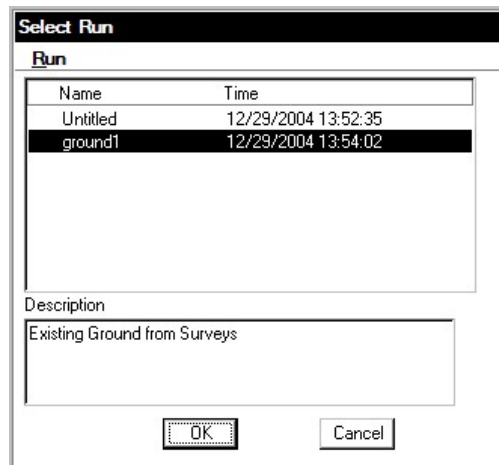 Select Run
Run
Name Time
Untitled 12/29/2004 13:52:35
ground1 12/29/2004 13:54:02
Description
Existing Ground from Surveys
OK Cancel